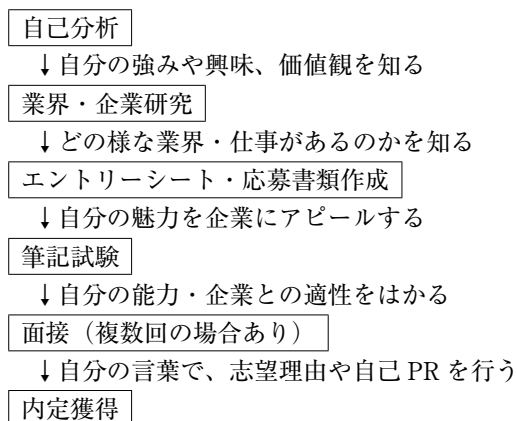 自己分析
↓自分の強みや興味、価値観を知る
業界・企業研究
↓どの様な業界・仕事があるのかを知る
エントリーシート・応募書類作成
↓自分の魅力を企業にアピールする
筆記試験
↓自分の能力・企業との適性をはかる
面接（複数回の場合あり）
↓自分の言葉で、志望理由や自己 PR を行う
内定獲得